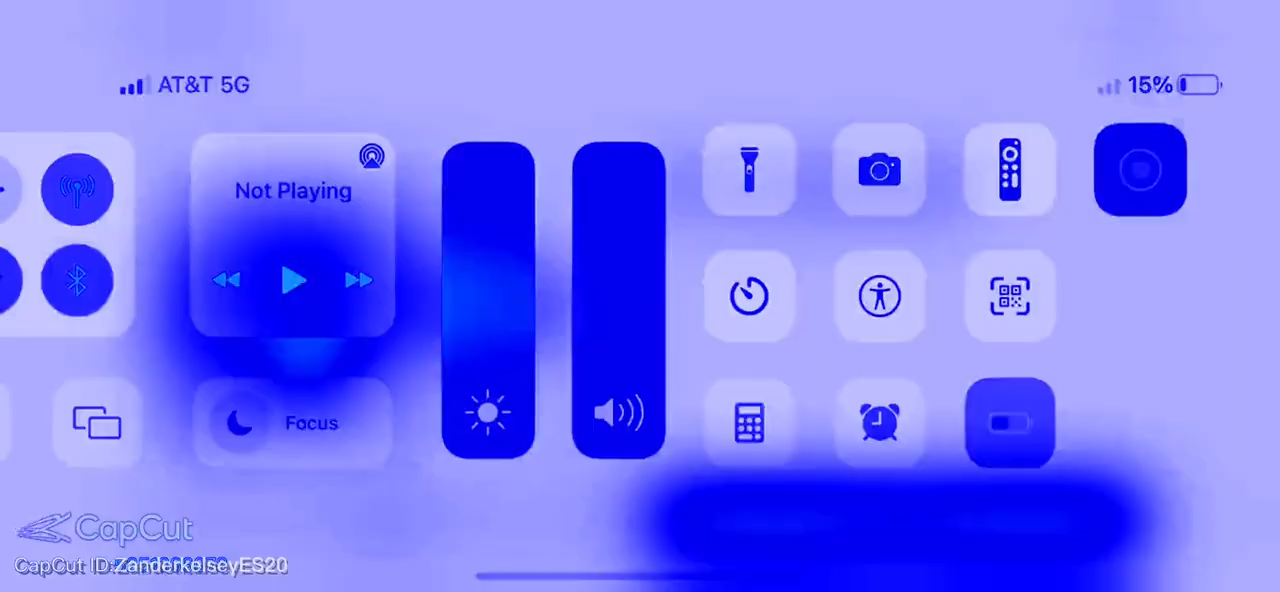 AT&T 5G
15%
Not Playing
Focus
CapCut
CapCut ID:ZanderkelseyES20